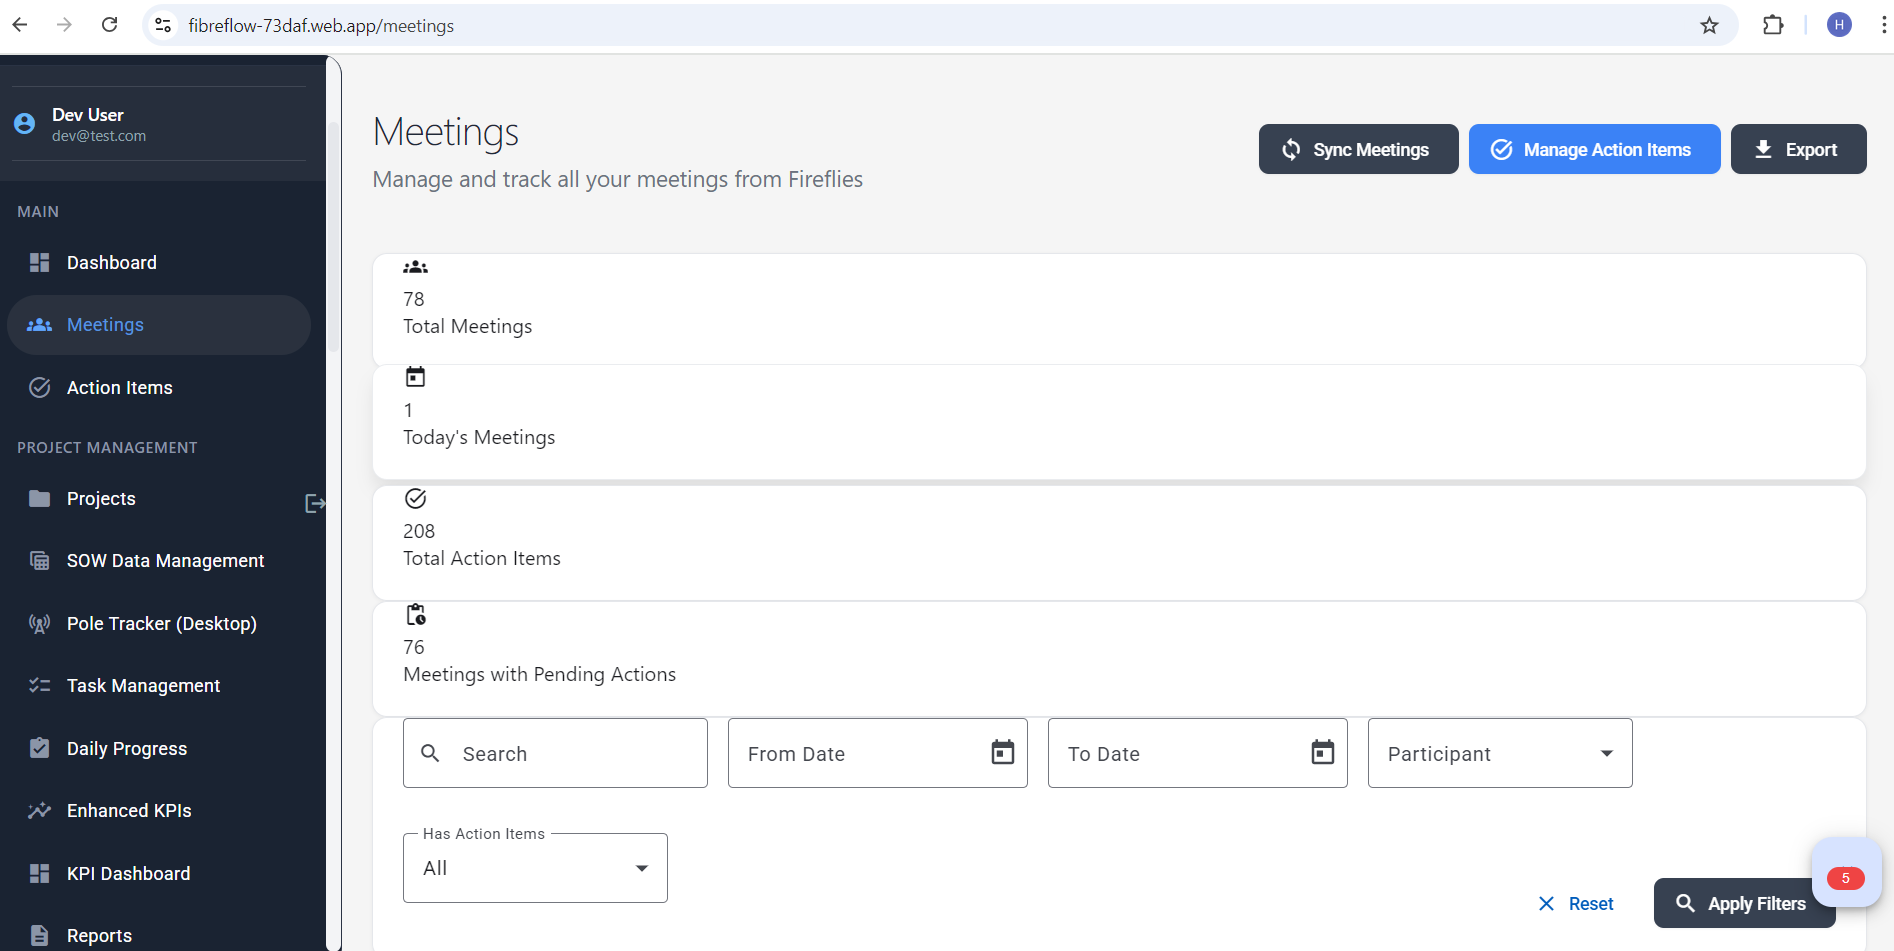 fibreflow-73daf.web.app/meetings
H
Dev User
dev@test.com
MAIN
Dashboard
Meetings
Action Items
PROJECT MANAGEMENT
Projects
SOW Data Management
Pole Tracker (Desktop)
Task Management
Daily Progress
Enhanced KPIs
KPI Dashboard
Reports
Meetings
Manage and track all your meetings from Fireflies
Sync Meetings
Manage Action Items
Export
78
Total Meetings
1
Today's Meetings
208
Total Action Items
76
Meetings with Pending Actions
Search
From Date
To Date
Participant
Has Action Items
All
Reset
Apply Filters
5